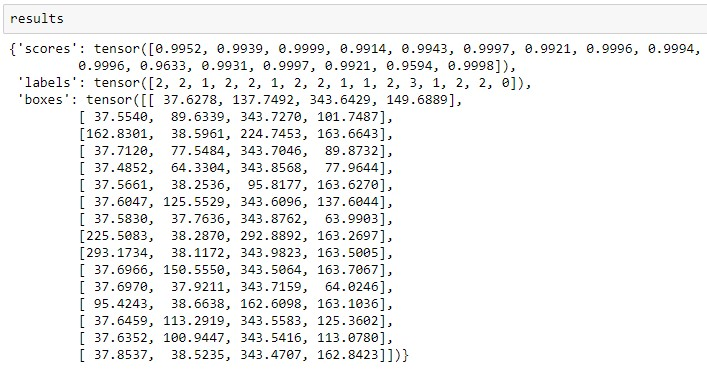 results
{'scores': tensor([0.9952, 0.9939, 0.9999, 0.9914, 0.9943, 0.9997, 0.9921, 0.9996, 0.9994,
        0.9996, 0.9633, 0.9931, 0.9997, 0.9921, 0.9594, 0.9998]),
 'labels': tensor([2, 2, 1, 2, 2, 1, 2, 2, 1, 1, 2, 3, 1, 2, 2, 0]),
 'boxes': tensor([[ 37.6278, 137.7492, 343.6429, 149.6889],
        [ 37.5540,  89.6339, 343.7270, 101.7487],
        [162.8301,  38.5961, 224.7453, 163.6643],
        [ 37.7120,  77.5484, 343.7046,  89.8732],
        [ 37.4852,  64.3304, 343.8568,  77.9644],
        [ 37.5661,  38.2536,  95.8177, 163.6270],
        [ 37.6047, 125.5529, 343.6096, 137.6044],
        [ 37.5830,  37.7636, 343.8762,  63.9903],
        [225.5083,  38.2870, 292.8892, 163.2697],
        [293.1734,  38.1172, 343.9823, 163.5005],
        [ 37.6966, 150.5550, 343.5064, 163.7067],
        [ 37.6970,  37.9211, 343.7159,  64.0246],
        [ 95.4243,  38.6638, 162.6098, 163.1036],
        [ 37.6459, 113.2919, 343.5583, 125.3602],
        [ 37.6352, 100.9447, 343.5416, 113.0780],
        [ 37.8537,  38.5235, 343.4707, 162.8423]])}